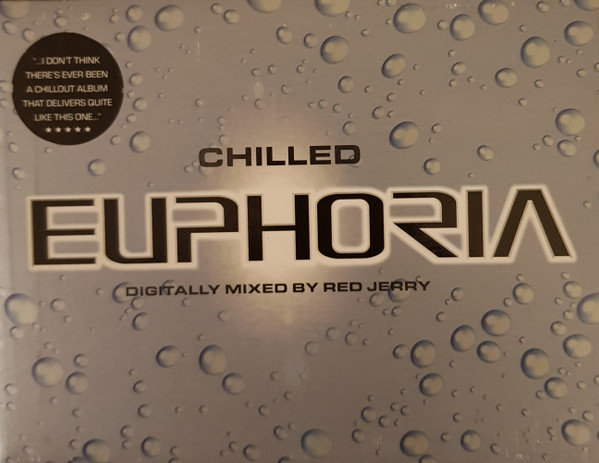 "...I DON'T THINK
THERE'S EVER BEEN
A CHILLOUT ALBUM
THAT DELIVERS QUITE
LIKE THIS ONE..."
★★★★★
CHILLED
EUPHORIA
DIGITALLY MIXED BY RED JERRY